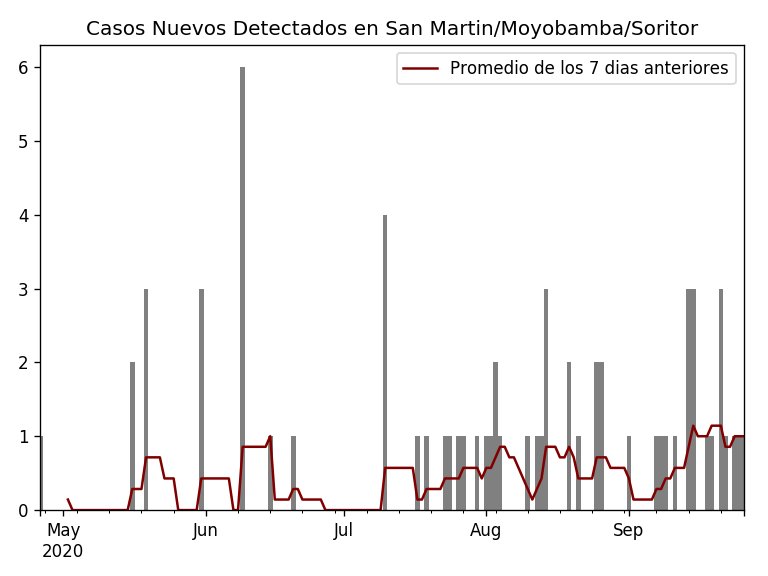 Casos Nuevos Detectados en San Martin/Moyobamba/Soritor
Promedio de los 7 dias anteriores
6
5
4
3
2
1
0
May Jun Jul Aug Sep
2020